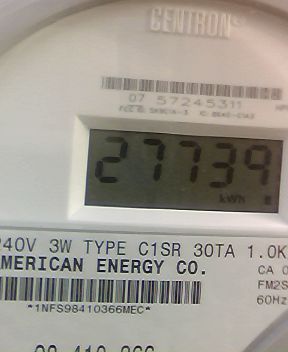 CENTRON
07 57245311
27739
kWh
240V 3W TYPE C1SR 30TA 1.0K
AMERICAN ENERGY CO.
CA 0
FM2S
60Hz
*1NFS98410366MEC*